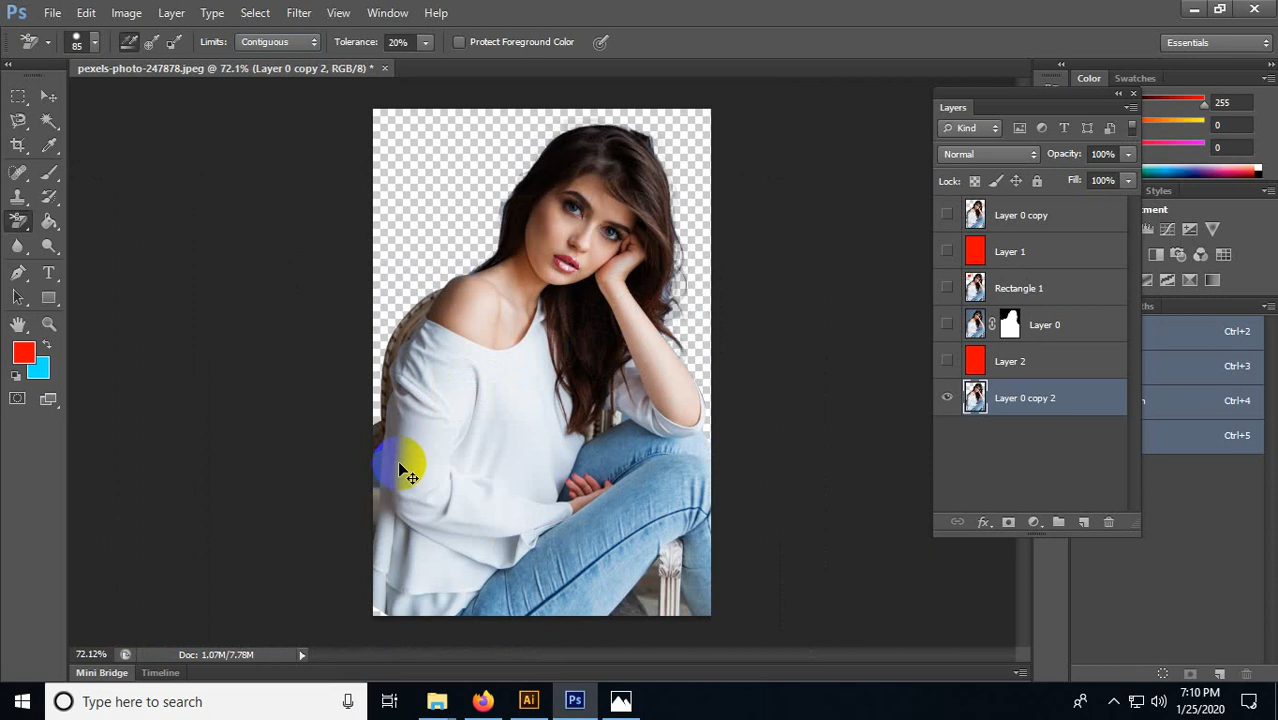 Ps File Edit Image Layer Type Select Filter View Window Help
85 Limits: Contiguous Tolerance: 20% Protect Foreground Color Essentials
pexels-photo-247878.jpeg @ 72.1% (Layer 0 copy 2, RGB/8) * ×
Color Swatches
255
0
0
Layers
Kind
Normal Opacity: 100%
Lock: Fill: 100%
Styles
Layer 0 copy
Layer 1
Rectangle 1
Layer 0
Layer 2
Layer 0 copy 2
Ctrl+2
Ctrl+3
Ctrl+4
Ctrl+5
fx
72.12% Doc: 1.07M/7.78M
Mini Bridge Timeline
Type here to search
Ai Ps
7:10 PM
1/25/2020